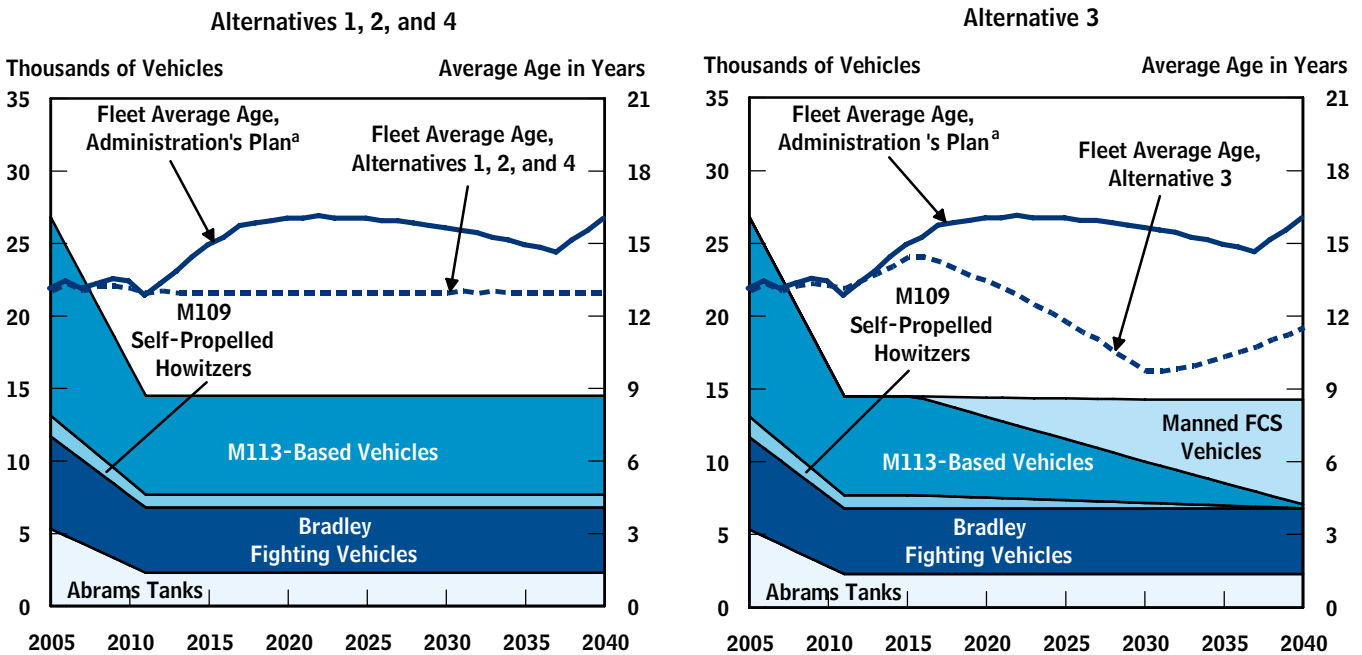 Alternatives 1, 2, and 4
Thousands of Vehicles
Average Age in Years
35
30
25
20
15
10
5
0
21
18
15
12
9
6
3
0
Fleet Average Age,
Administration's Planᵃ
Fleet Average Age,
Alternatives 1, 2, and 4
M109
Self-Propelled
Howitzers
M113-Based Vehicles
Bradley
Fighting Vehicles
Abrams Tanks
2005 2010 2015 2020 2025 2030 2035 2040
Alternative 3
Thousands of Vehicles
Average Age in Years
35
30
25
20
15
10
5
0
21
18
15
12
9
6
3
0
Fleet Average Age,
Administration 's Planᵃ
Fleet Average Age,
Alternative 3
M109
Self-Propelled
Howitzers
Manned FCS
Vehicles
M113-Based Vehicles
Bradley
Fighting Vehicles
Abrams Tanks
2005 2010 2015 2020 2025 2030 2035 2040